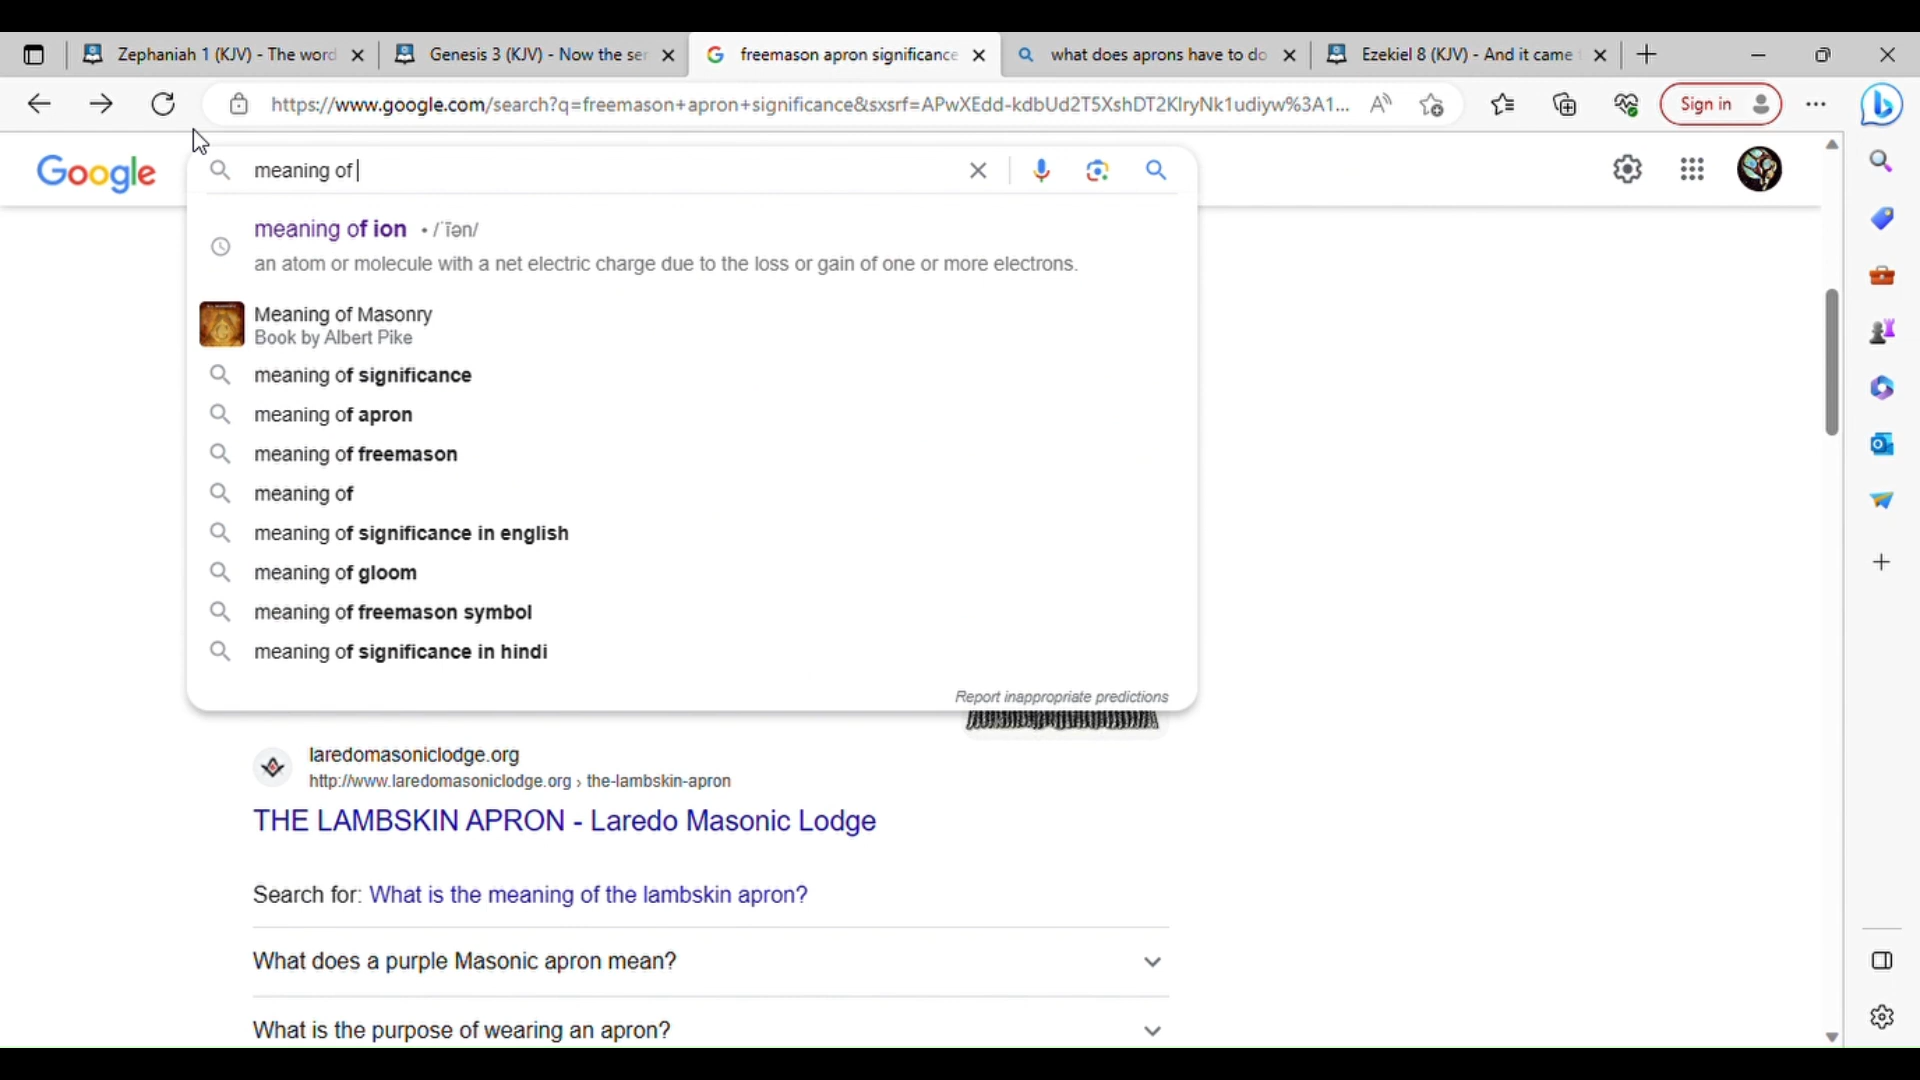 Zephaniah 1 (KJV) - The word
Genesis 3 (KJV) - Now the ser
freemason apron significance
what does aprons have to do
Ezekiel 8 (KJV) - And it came
https://www.google.com/search?q=freemason+apron+significance&sxsrf=APwXEdd-kdbUd2T5XshDT2KIryNk1udiyw%3A1...
Sign in
Google
meaning of
meaning of ion • /ˈīən/
an atom or molecule with a net electric charge due to the loss or gain of one or more electrons.
Meaning of Masonry
Book by Albert Pike
meaning of significance
meaning of apron
meaning of freemason
meaning of
meaning of significance in english
meaning of gloom
meaning of freemason symbol
meaning of significance in hindi
Report inappropriate predictions
laredomasoniclodge.org
http://www.laredomasoniclodge.org › the-lambskin-apron
THE LAMBSKIN APRON - Laredo Masonic Lodge
Search for: What is the meaning of the lambskin apron?
What does a purple Masonic apron mean?
What is the purpose of wearing an apron?